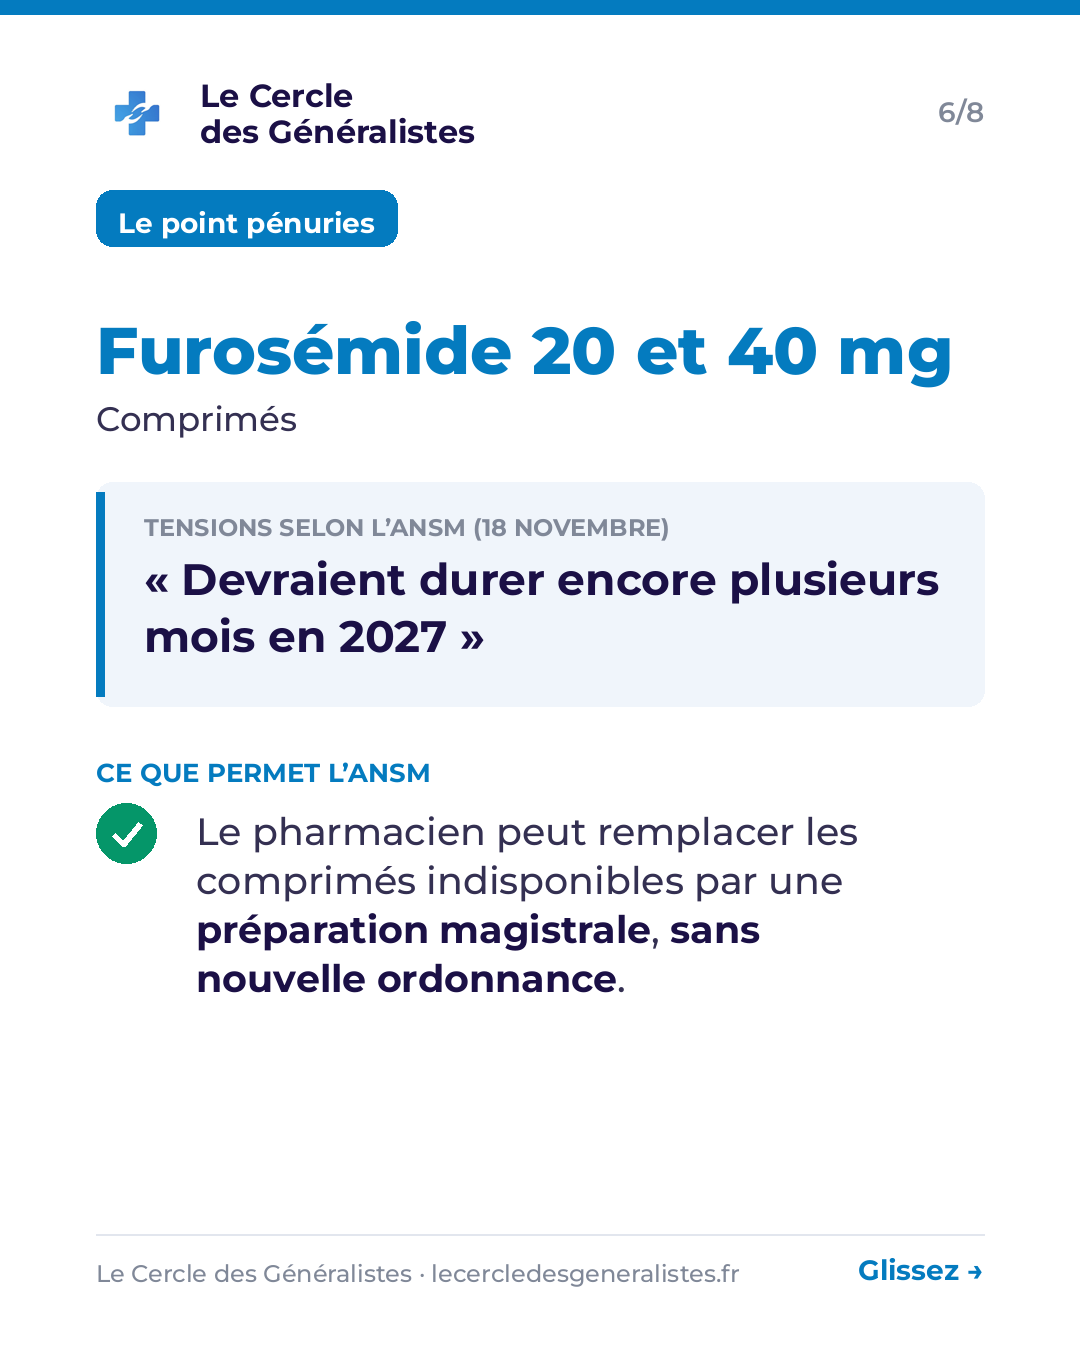 Le Cercle
des Généralistes
6/8
Le point pénuries
Furosémide 20 et 40 mg
Comprimés
TENSIONS SELON L’ANSM (18 NOVEMBRE)
« Devraient durer encore plusieurs
mois en 2027 »
CE QUE PERMET L’ANSM
Le pharmacien peut remplacer les
comprimés indisponibles par une
préparation magistrale, sans
nouvelle ordonnance.
Le Cercle des Généralistes · lecercledesgeneralistes.fr
Glissez →